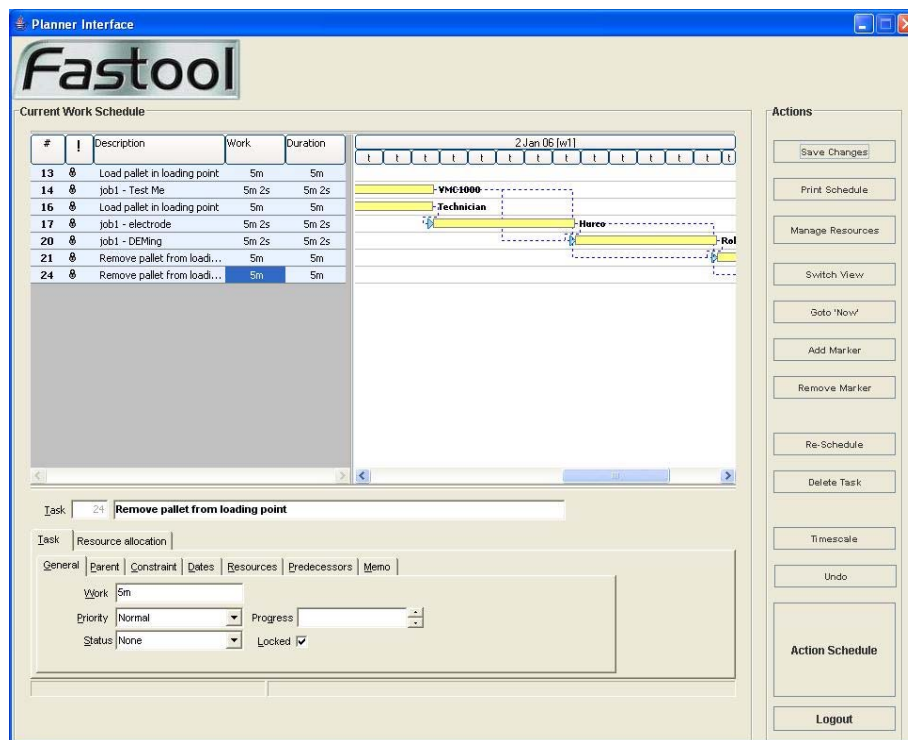 Planner Interface
Fastool
Current Work Schedule
# ! Description Work Duration
2 Jan 06 [w1]
t t t t t t t t t t t t t t
13 Load pallet in loading point 5m 5m
14 job1 - Test Me 5m 2s 5m 2s
VMC1000
16 Load pallet in loading point 5m 5m
Technician
17 job1 - electrode 5m 2s 5m 2s
Hurco
20 job1 - DEMing 5m 2s 5m 2s
Rol
21 Remove pallet from loadi... 5m 5m
24 Remove pallet from loadi... 5m 5m
Task 24 Remove pallet from loading point
Task Resource allocation
General Parent Constraint Dates Resources Predecessors Memo
Work 5m
Priority Normal Progress
Status None Locked
Actions
Save Changes
Print Schedule
Manage Resources
Switch View
Goto 'Now'
Add Marker
Remove Marker
Re-Schedule
Delete Task
Timescale
Undo
Action Schedule
Logout